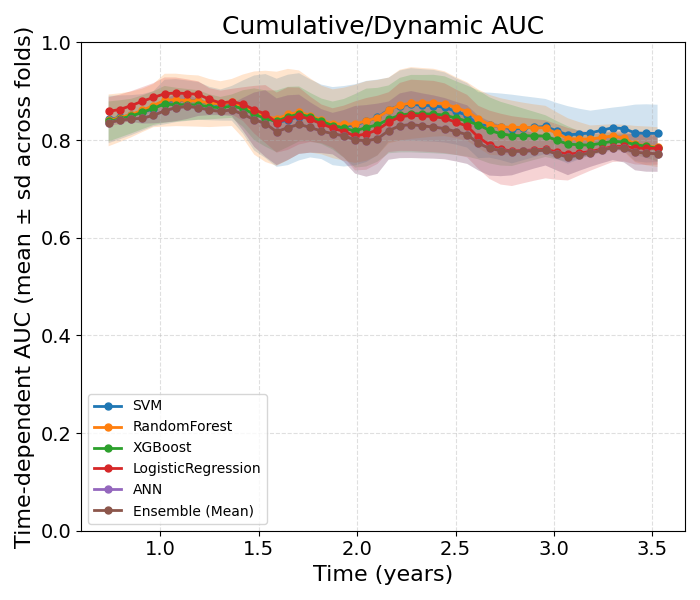 Cumulative/Dynamic AUC
Time-dependent AUC (mean ± sd across folds)
1.0
0.8
0.6
0.4
0.2
0.0
SVM
RandomForest
XGBoost
LogisticRegression
ANN
Ensemble (Mean)
1.0 1.5 2.0 2.5 3.0 3.5
Time (years)